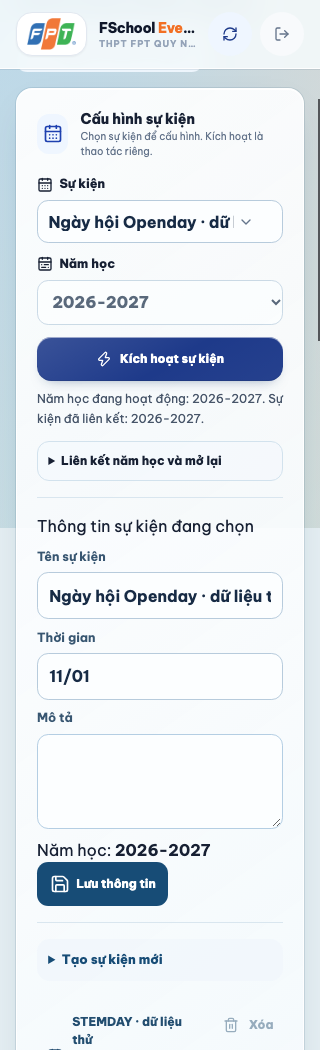 FPT
FSchool Eve...
THPT FPT QUY N...
Cấu hình sự kiện
Chọn sự kiện để cấu hình. Kích hoạt là
thao tác riêng.
Sự kiện
Ngày hội Openday · dữ
Năm học
2026-2027
Kích hoạt sự kiện
Năm học đang hoạt động: 2026-2027. Sự
kiện đã liên kết: 2026-2027.
Liên kết năm học và mở lại
Thông tin sự kiện đang chọn
Tên sự kiện
Ngày hội Openday · dữ liệu t
Thời gian
11/01
Mô tả
Năm học: 2026-2027
Lưu thông tin
Tạo sự kiện mới
STEMDAY · dữ liệu
thử
Xóa